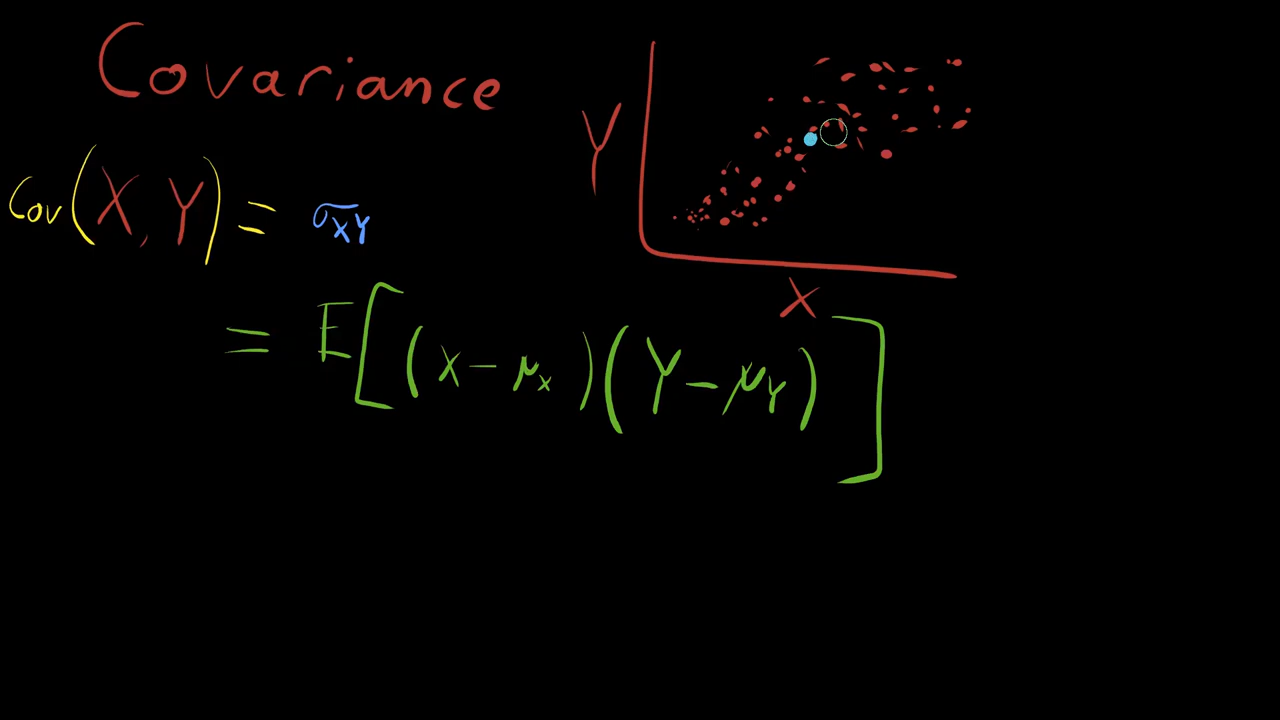 Covariance
Cov(X, Y) = σXY
= E[(X - μx)(Y - μY)]
Y
X